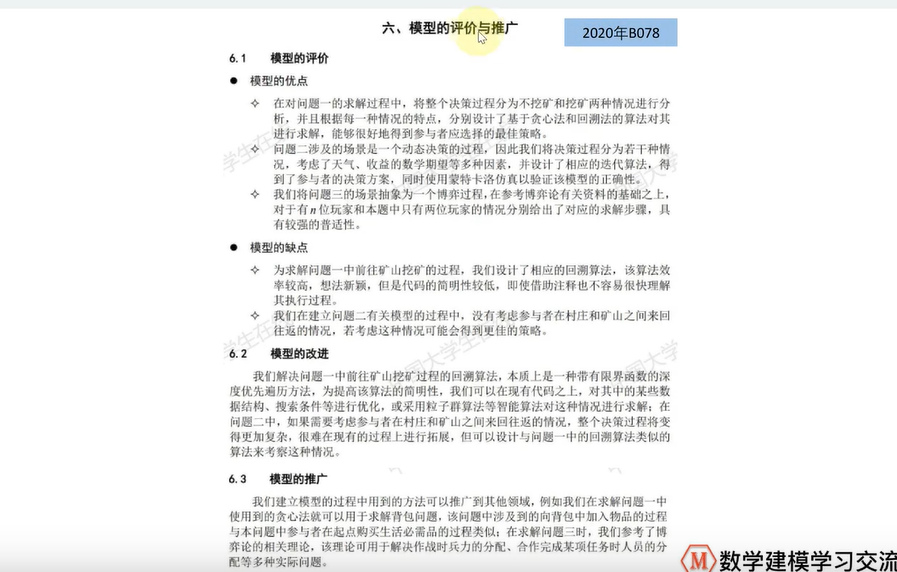 六、模型的评价与推广
2020年B078
6.1 模型的评价
● 模型的优点
✧ 在对问题一的求解过程中，将整个决策过程分为不挖矿和挖矿两种情况进行分
析，并且根据每一种情况的特点，分别设计了基于贪心法和回溯法的算法对其
进行求解，能够很好地得到参与者应选择的最佳策略。
✧ 问题二涉及的场景是一个动态决策的过程，因此我们将决策过程分为若干种情
况，考虑了天气、收益的数学期望等多种因素，并设计了相应的迭代算法，得
到了参与者的决策方案，同时使用蒙特卡洛仿真以验证该模型的正确性。
✧ 我们将问题三的场景抽象为一个博弈过程，在参考博弈论有关资料的基础之上，
对于有n位玩家和本题中只有两位玩家的情况分别给出了对应的求解步骤，具
有较强的普适性。
● 模型的缺点
✧ 为求解问题一中前往矿山挖矿的过程，我们设计了相应的回溯算法，该算法效
率较高，想法新颖，但是代码的简明性较低，即使借助注释也不容易很快理解
其执行过程。
✧ 我们在建立问题二有关模型的过程中，没有考虑参与者在村庄和矿山之间来回
往返的情况，若考虑这种情况可能会得到更佳的策略。
6.2 模型的改进
我们解决问题一中前往矿山挖矿过程的回溯算法，本质上是一种带有限界函数的深
度优先遍历方法，为提高该算法的简明性，我们可以在现有代码之上，对其中的某些数
据结构、搜索条件等进行优化，或采用粒子群算法等智能算法对这种情况进行求解；在
问题二中，如果需要考虑参与者在村庄和矿山之间来回往返的情况，整个决策过程将变
得更加复杂，很难在现有的过程上进行拓展，但可以设计与问题一中的回溯算法类似的
算法来考察这种情况。
6.3 模型的推广
我们建立模型的过程中用到的方法可以推广到其他领域，例如我们在求解问题一中
使用到的贪心法就可以用于求解背包问题，该问题中涉及到的向背包中加入物品的过程
与本问题中参与者在起点购买生活必需品的过程类似；在求解问题三时，我们参考了博
弈论的相关理论，该理论可用于解决作战时兵力的分配、合作完成某项任务时人员的分
配等多种实际问题。
数学建模学习交流